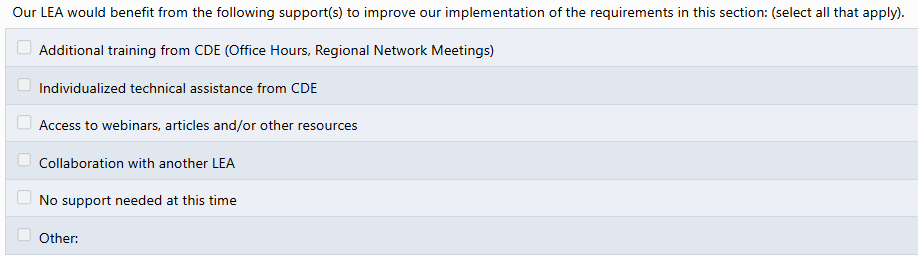 Our LEA would benefit from the following support(s) to improve our implementation of the requirements in this section: (select all that apply).
Additional training from CDE (Office Hours, Regional Network Meetings)
Individualized technical assistance from CDE
Access to webinars, articles and/or other resources
Collaboration with another LEA
No support needed at this time
Other: